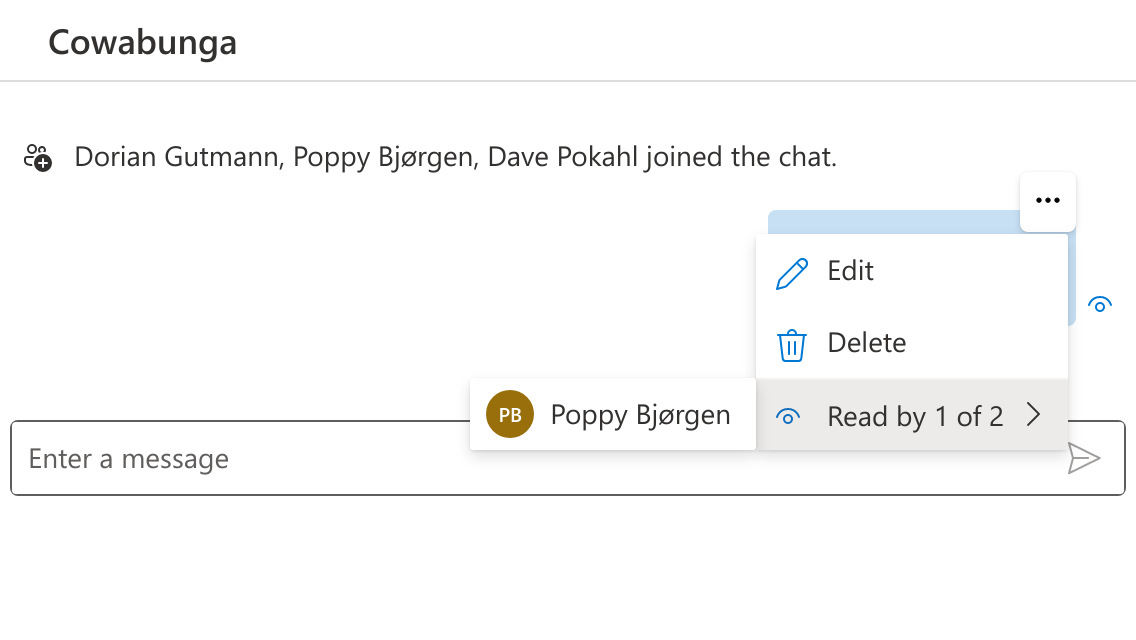 Cowabunga
Dorian Gutmann, Poppy Bjørgen, Dave Pokahl joined the chat.
Edit
Delete
PB Poppy Bjørgen
Read by 1 of 2
Enter a message